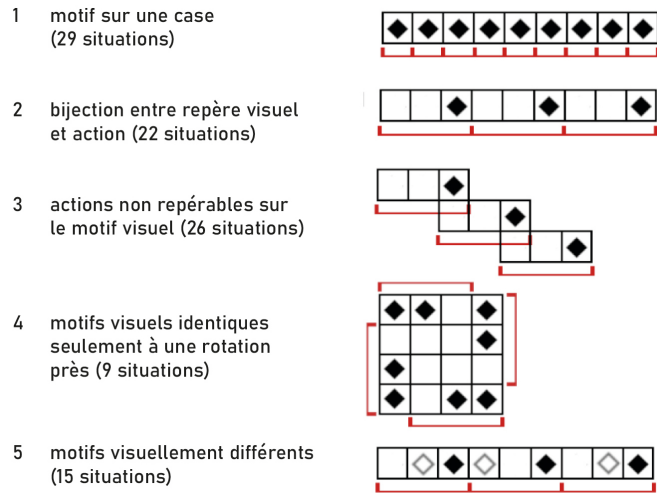 1 motif sur une case
(29 situations)
2 bijection entre repère visuel
et action (22 situations)
3 actions non repérables sur
le motif visuel (26 situations)
4 motifs visuels identiques
seulement à une rotation
près (9 situations)
5 motifs visuellement différents
(15 situations)